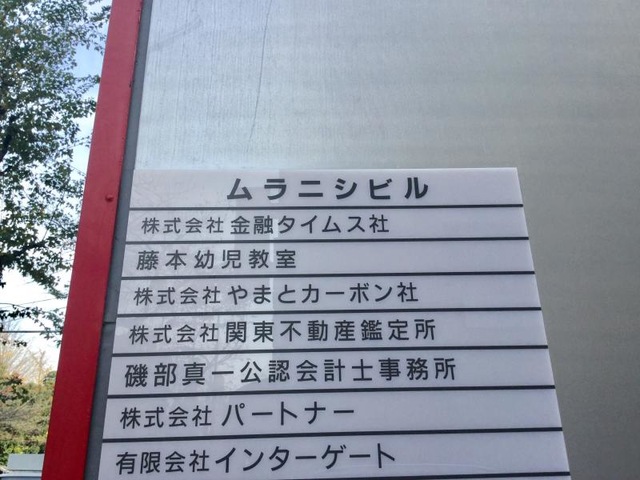 ムラニシビル
株式会社 金融タイムス社
藤本幼児教室
株式会社 やまとカーボン社
株式会社 関東不動産鑑定所
磯部真一公認会計士事務所
株式会社 パートナー
有限会社 インターゲート